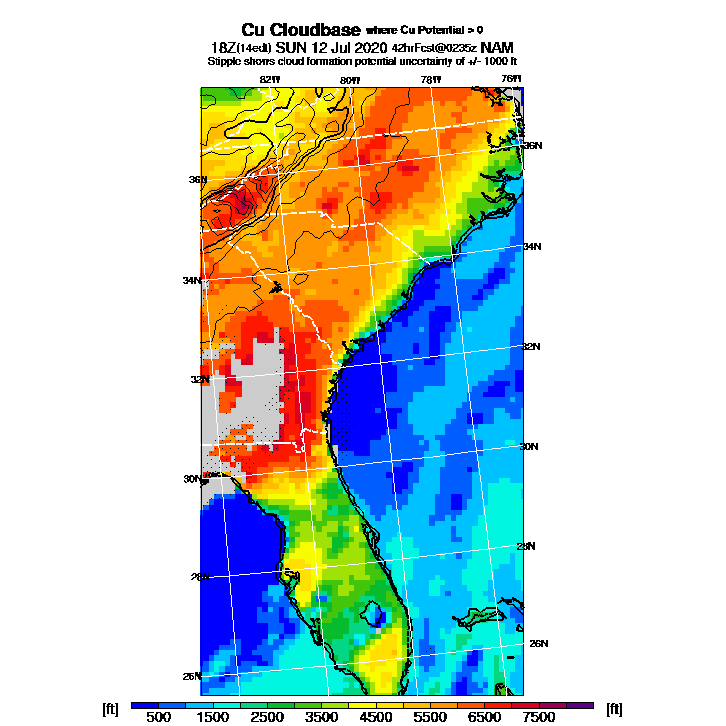 Cu Cloudbase where Cu Potential > 0
18Z(14edt) SUN 12 Jul 2020 42hrFcst@0235z NAM
Stipple shows cloud formation potential uncertainty of +/- 1000 ft
82W 80W 78W 76W
36N
36N
34N
34N
32N
32N
30N
30N
28N
28N
26N
26N
[ft] [ft]
500 1500 2500 3500 4500 5500 6500 7500